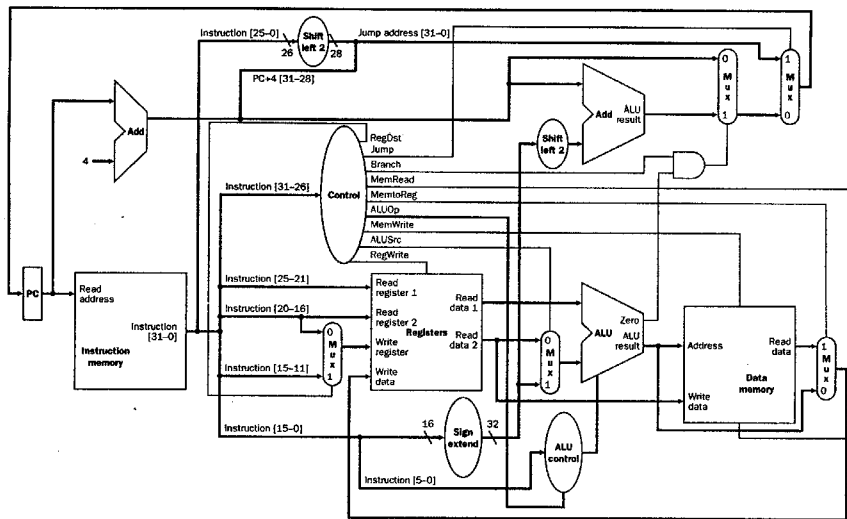 Instruction [25–0]
26
Shift
left 2
28
Jump address [31–0]
PC+4 [31–28]
Add
4
Add
ALU
result
0
M
u
x
1
1
M
u
x
0
Shift
left 2
RegDst
Jump
Branch
MemRead
MemtoReg
ALUOp
MemWrite
ALUSrc
RegWrite
Instruction [31–26]
Control
PC
Read
address
Instruction
[31–0]
Instruction
memory
Instruction [25–21]
Instruction [20–16]
Instruction [15–11]
0
M
u
x
1
Read
register 1
Read
register 2
Write
register
Write
data
Registers
Read
data 1
Read
data 2
0
M
u
x
1
ALU
Zero
ALU
result
Address
Read
data
Write
data
Data
memory
1
M
u
x
0
Instruction [15–0]
16
Sign
extend
32
ALU
control
Instruction [5–0]